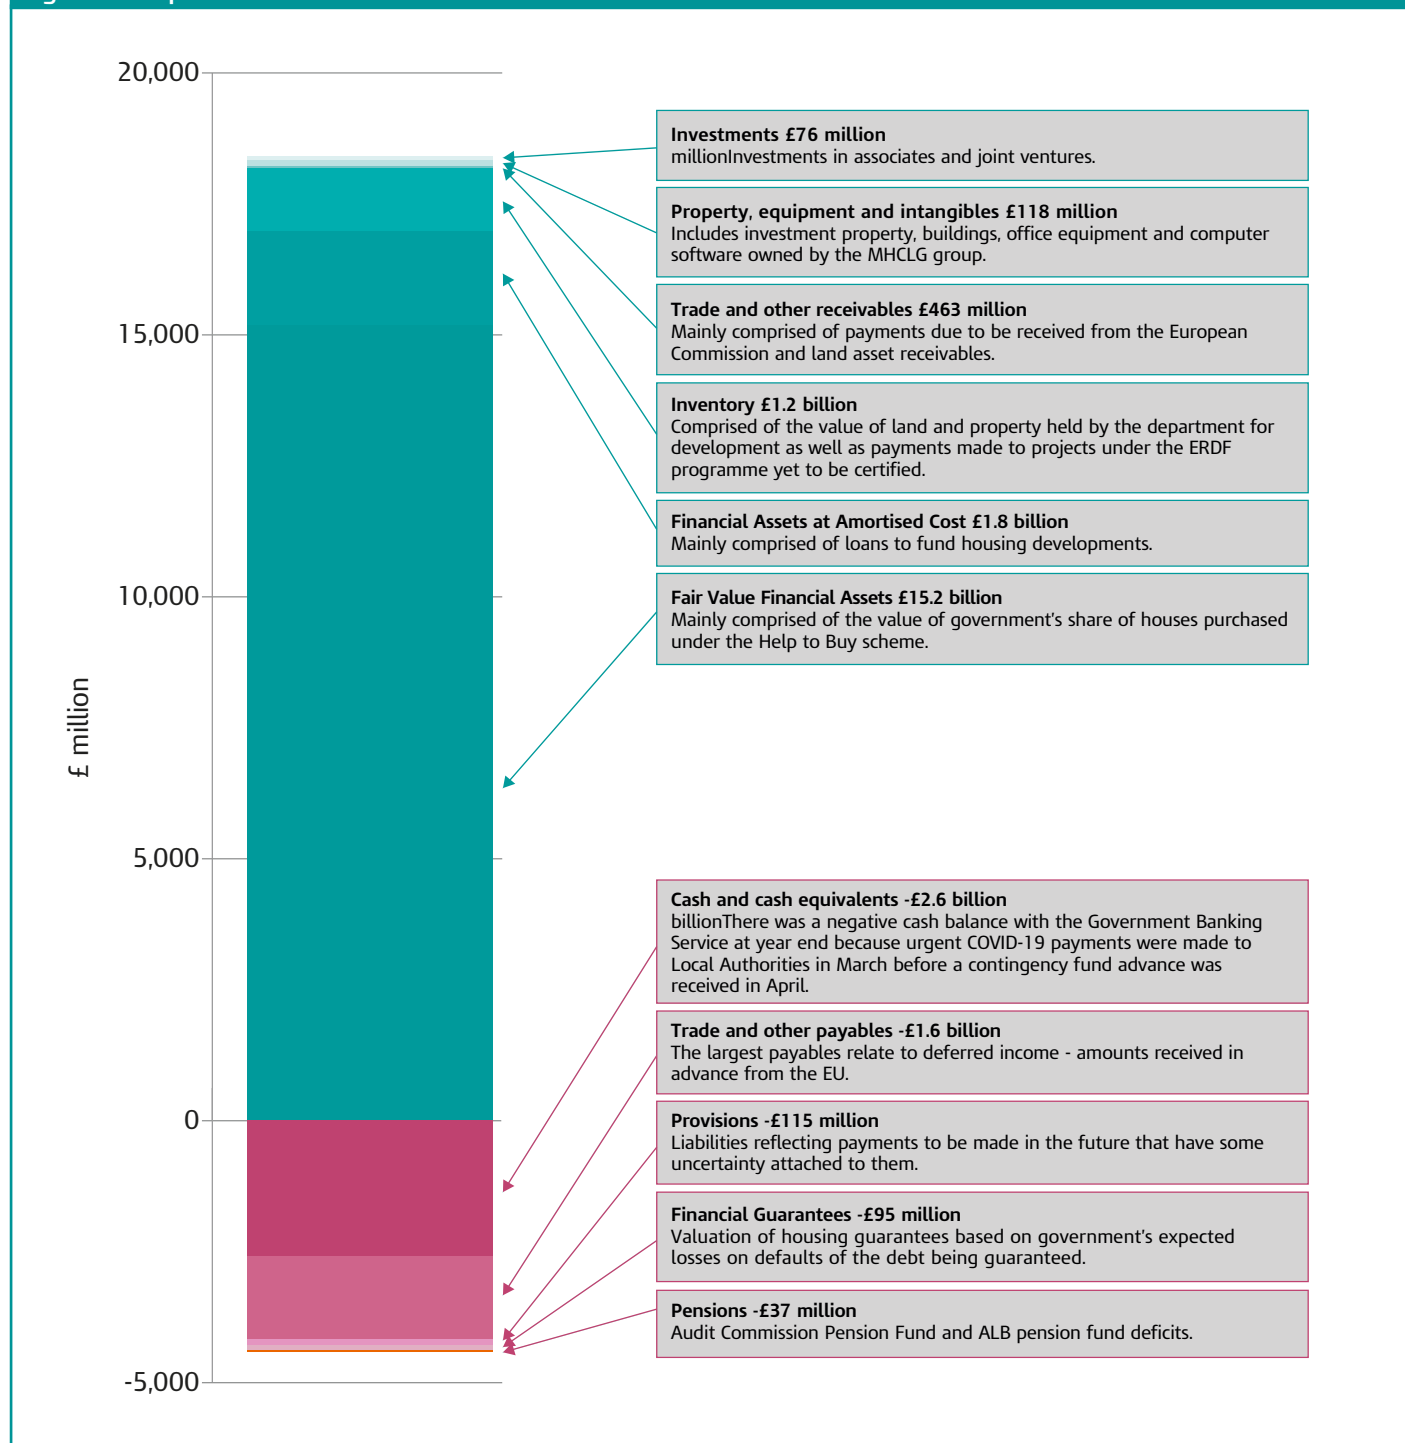 20,000
15,000
10,000
5,000
0
-5,000
£ million
Investments £76 million
millionInvestments in associates and joint ventures.
Property, equipment and intangibles £118 million
Includes investment property, buildings, office equipment and computer
software owned by the MHCLG group.
Trade and other receivables £463 million
Mainly comprised of payments due to be received from the European
Commission and land asset receivables.
Inventory £1.2 billion
Comprised of the value of land and property held by the department for
development as well as payments made to projects under the ERDF
programme yet to be certified.
Financial Assets at Amortised Cost £1.8 billion
Mainly comprised of loans to fund housing developments.
Fair Value Financial Assets £15.2 billion
Mainly comprised of the value of government's share of houses purchased
under the Help to Buy scheme.
Cash and cash equivalents -£2.6 billion
billionThere was a negative cash balance with the Government Banking
Service at year end because urgent COVID-19 payments were made to
Local Authorities in March before a contingency fund advance was
received in April.
Trade and other payables -£1.6 billion
The largest payables relate to deferred income - amounts received in
advance from the EU.
Provisions -£115 million
Liabilities reflecting payments to be made in the future that have some
uncertainty attached to them.
Financial Guarantees -£95 million
Valuation of housing guarantees based on government's expected
losses on defaults of the debt being guaranteed.
Pensions -£37 million
Audit Commission Pension Fund and ALB pension fund deficits.